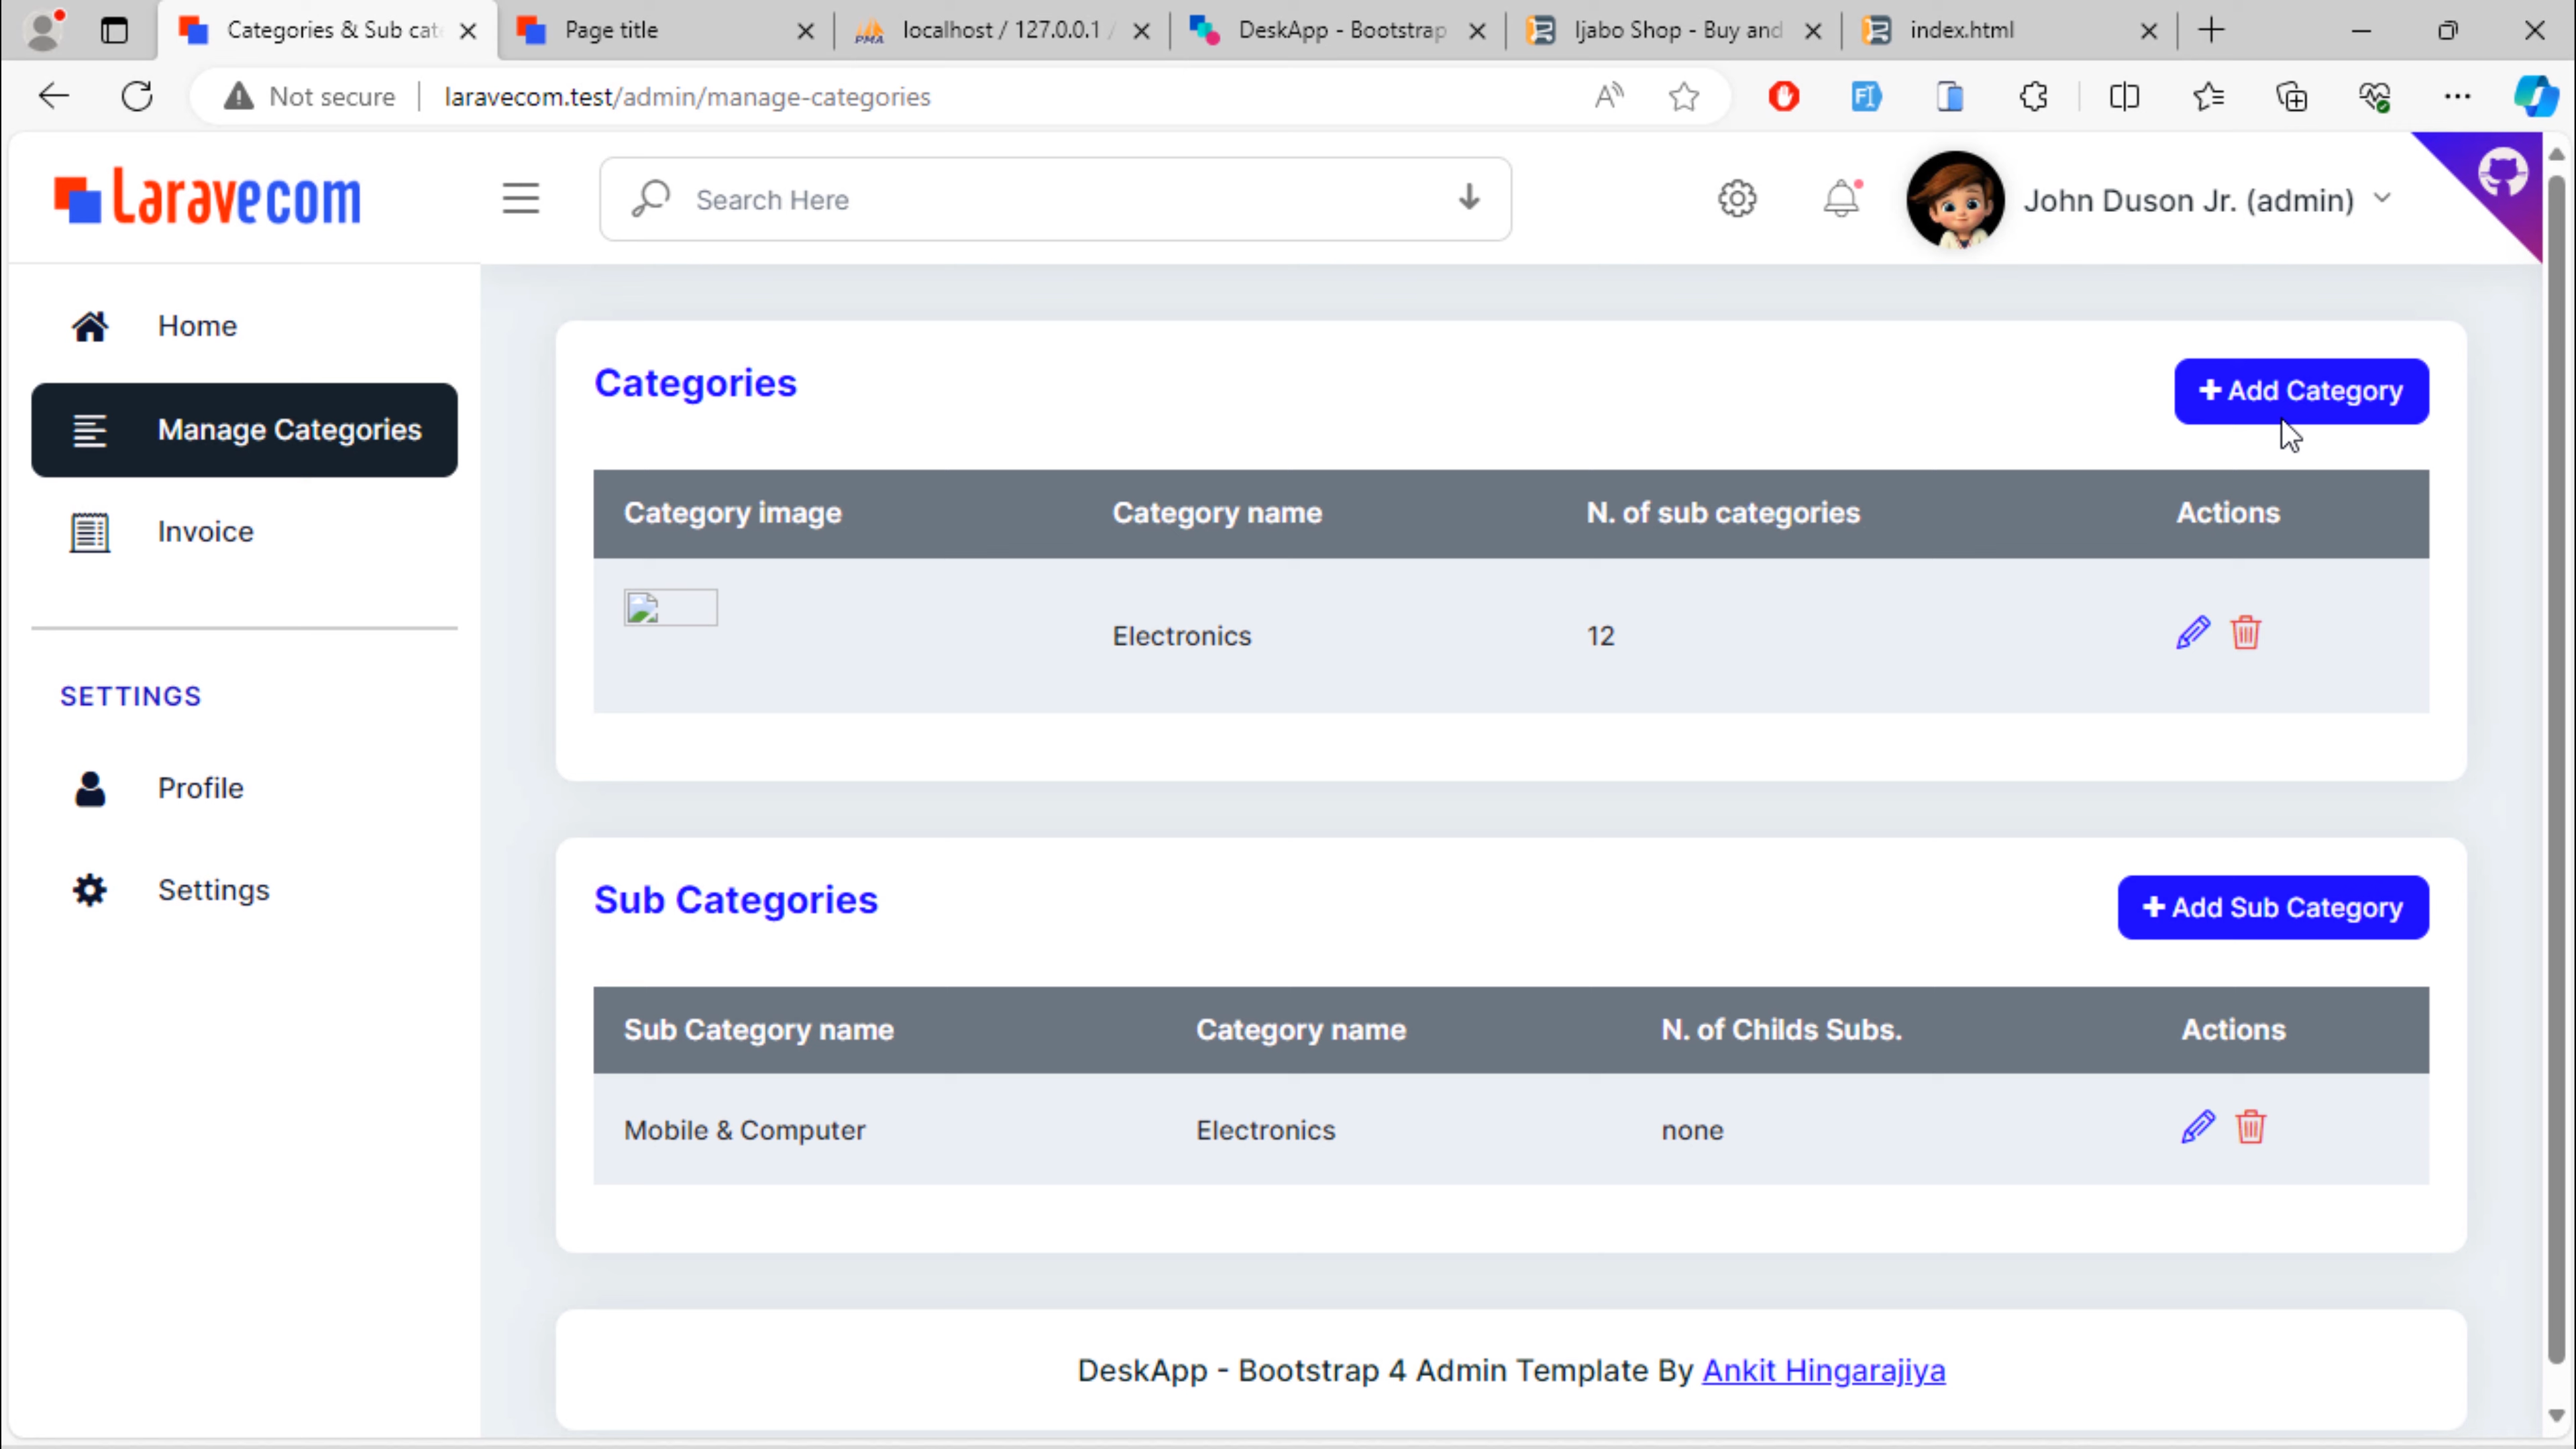 Categories & Sub cat
Page title
PMA
localhost / 127.0.0.1 /
DeskApp - Bootstrap
Ijabo Shop - Buy and
index.html
Not secure
laravecom.test/admin/manage-categories
Laravecom
Search Here
John Duson Jr. (admin)
Home
Manage Categories
Invoice
SETTINGS
Profile
Settings
Categories
+ Add Category
Category image
Category name
N. of sub categories
Actions
Electronics
12
Sub Categories
+ Add Sub Category
Sub Category name
Category name
N. of Childs Subs.
Actions
Mobile & Computer
Electronics
none
DeskApp - Bootstrap 4 Admin Template By Ankit Hingarajiya